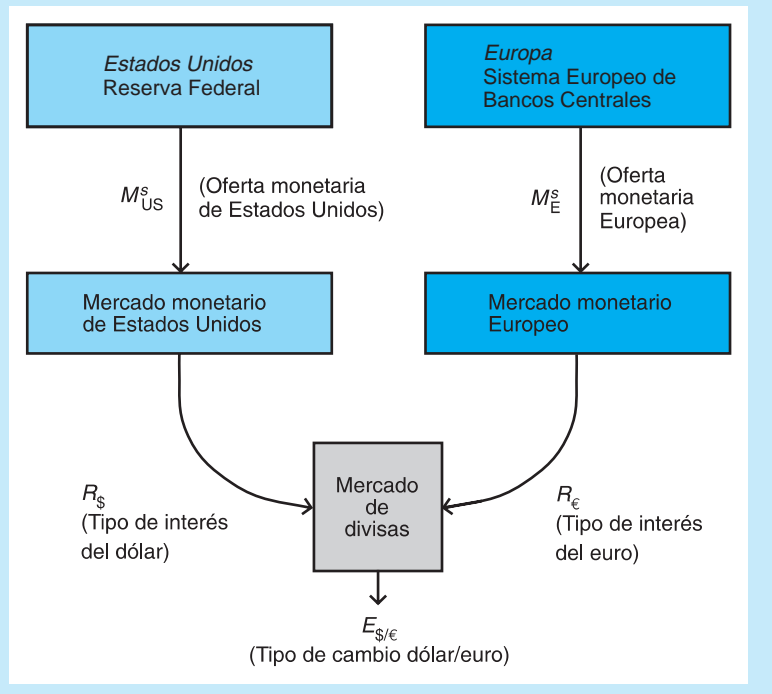 Estados Unidos
Reserva Federal
Europa
Sistema Europeo de
Bancos Centrales
M^s_US
(Oferta monetaria
de Estados Unidos)
M^s_E
(Oferta
monetaria
Europea)
Mercado monetario
de Estados Unidos
Mercado monetario
Europeo
R_$
(Tipo de interés
del dólar)
Mercado
de
divisas
R_€
(Tipo de interés
del euro)
E_$/€
(Tipo de cambio dólar/euro)